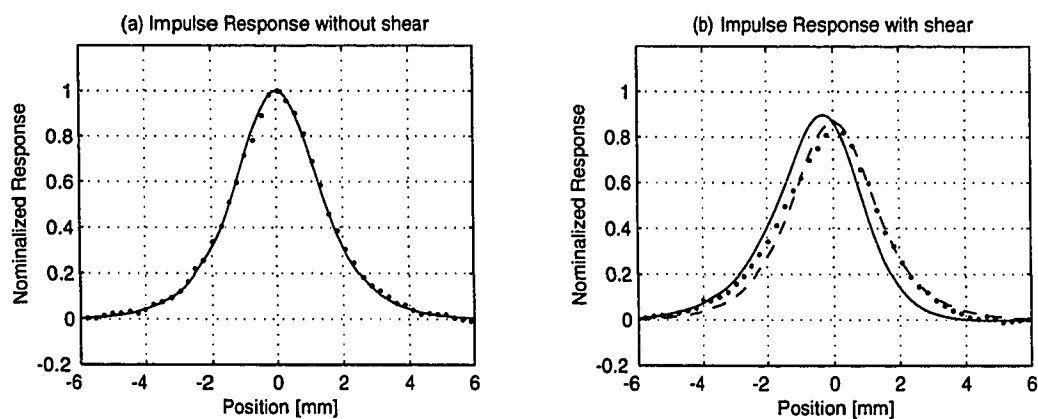 (a) Impulse Response without shear
Nominalized Response
1
0.8
0.6
0.4
0.2
0
-0.2
-6 -4 -2 0 2 4 6
Position [mm]
(b) Impulse Response with shear
Nominalized Response
1
0.8
0.6
0.4
0.2
0
-0.2
-6 -4 -2 0 2 4 6
Position [mm]